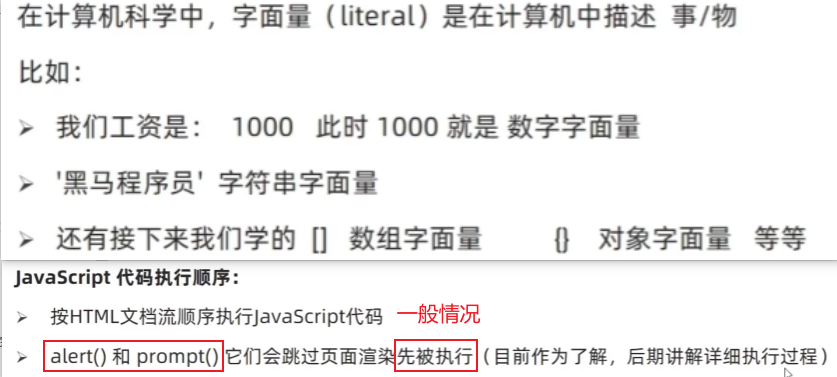 在计算机科学中，字面量（literal）是在计算机中描述 事/物
比如：
➢ 我们工资是： 1000 此时 1000 就是 数字字面量
➢ '黑马程序员' 字符串字面量
➢ 还有接下来我们学的 [] 数组字面量 {} 对象字面量 等等
JavaScript 代码执行顺序：
➢ 按HTML文档流顺序执行JavaScript代码 一般情况
➢ alert() 和 prompt() 它们会跳过页面渲染先被执行（目前作为了解，后期讲解详细执行过程）